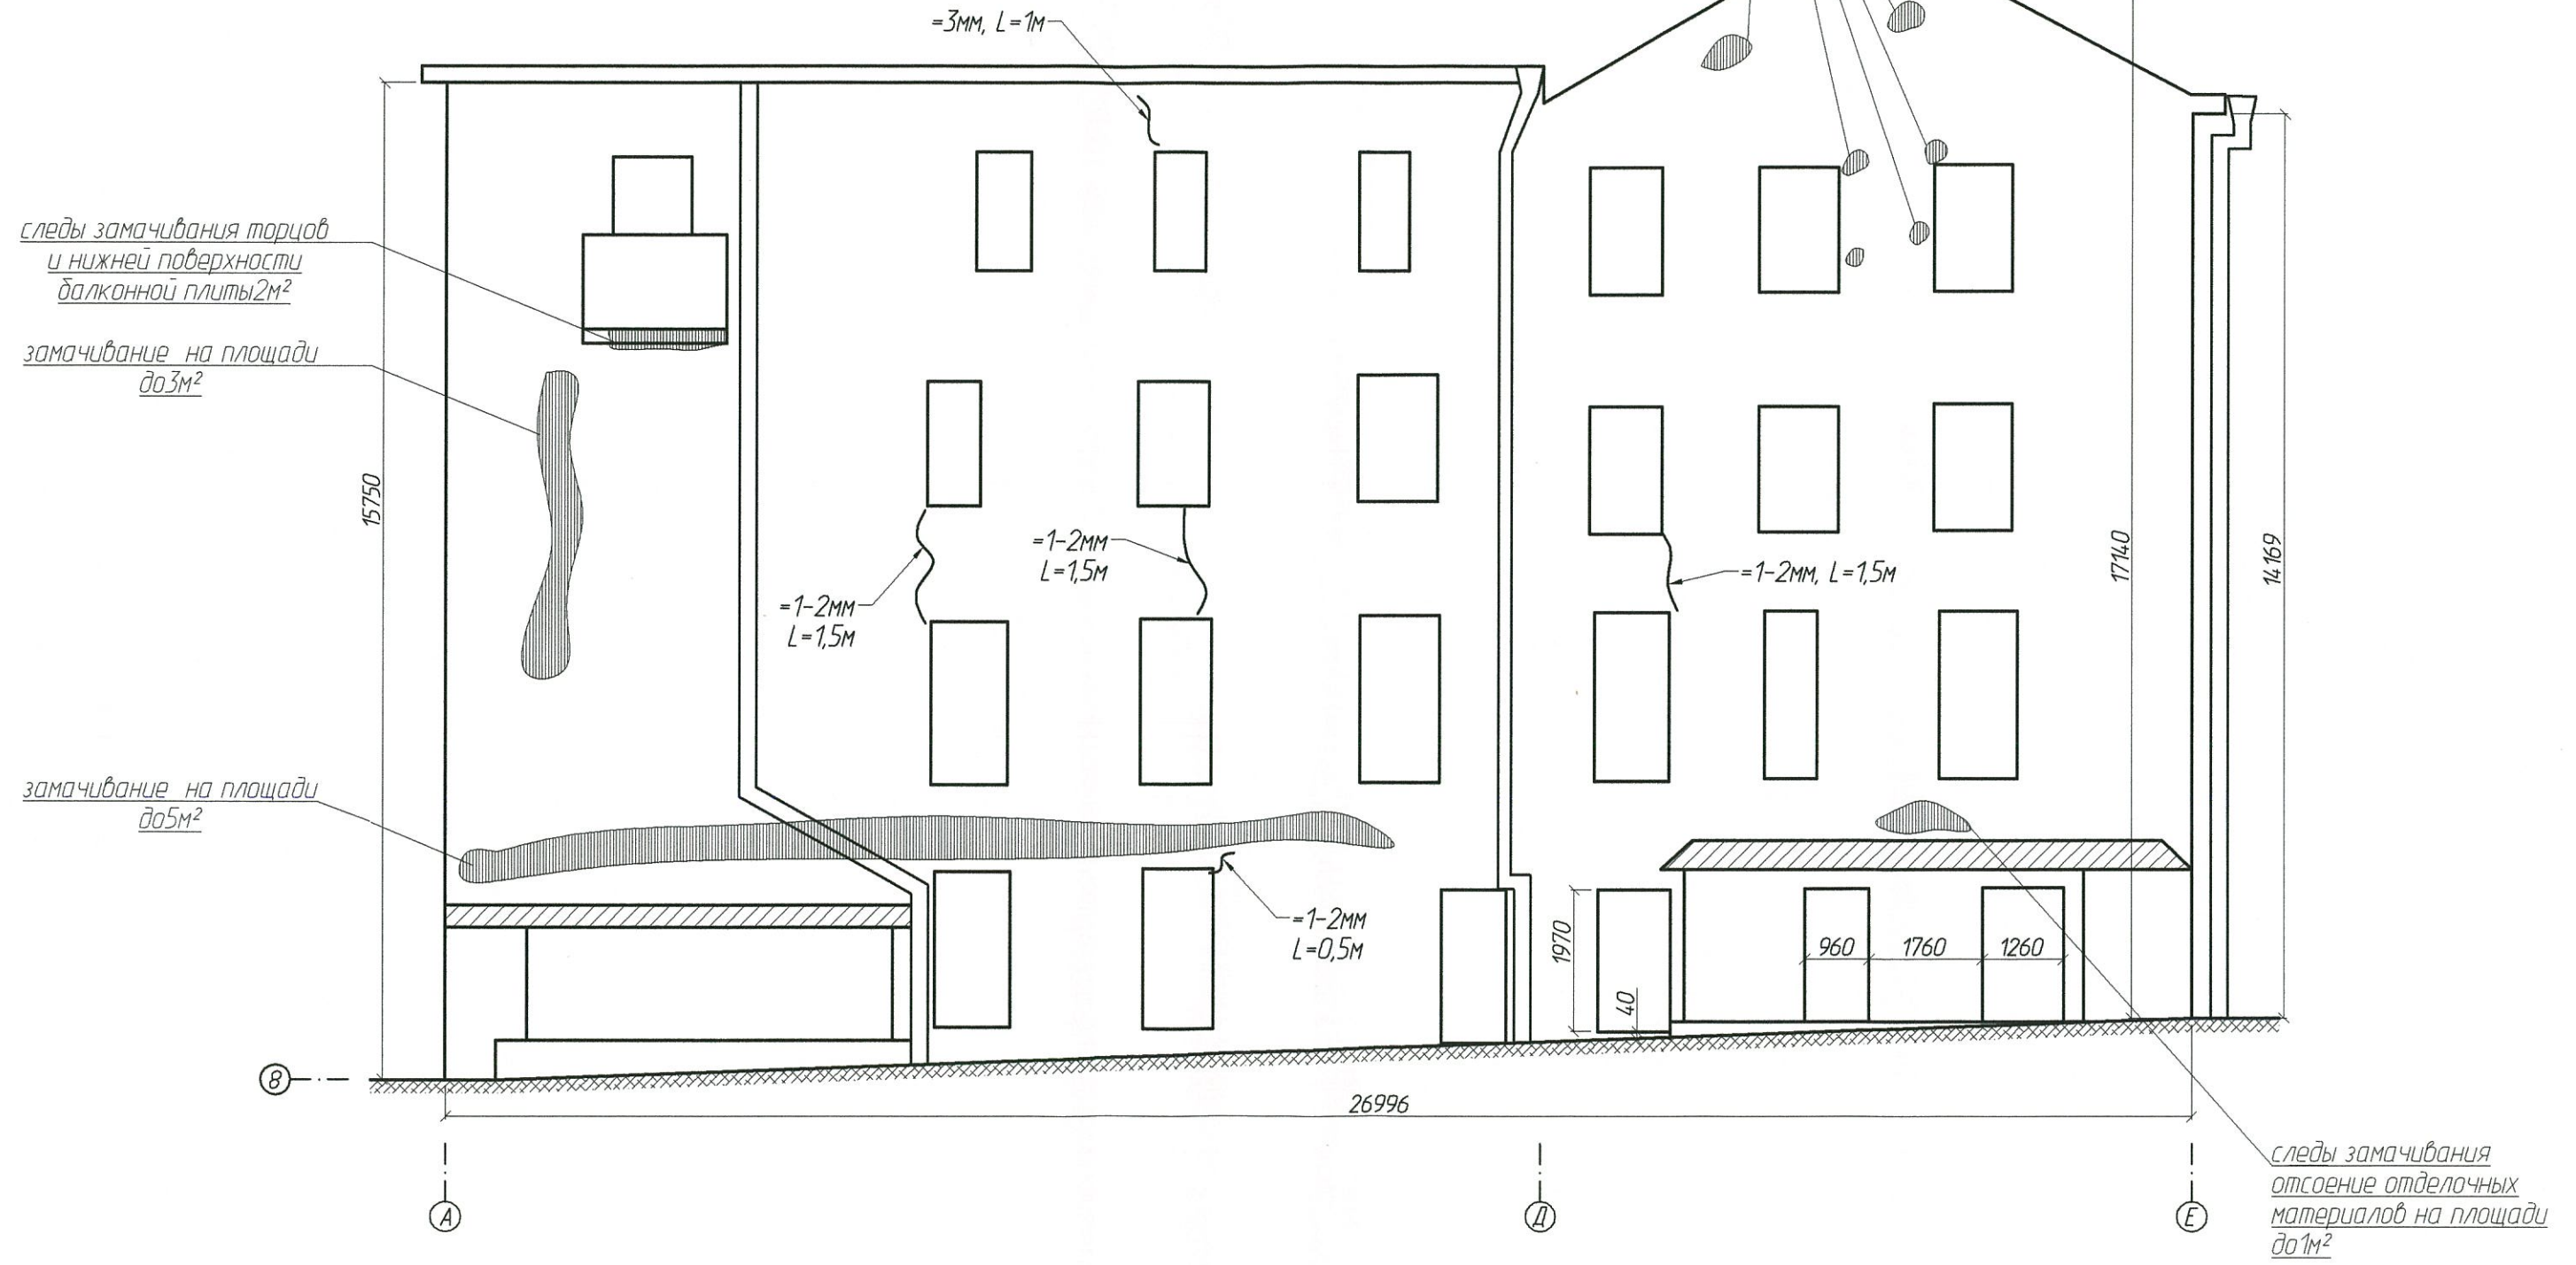 =3мм, L=1м
следы замачивания торцов
и нижней поверхности
балконной плиты2м²
замачивание на площади
до3м²
15750
=1-2мм
L=1,5м
=1-2мм
L=1,5м
=1-2мм, L=1,5м
17140
14169
замачивание на площади
до5м²
=1-2мм
L=0,5м
1970
40
960
1760
1260
8
26996
А
Д
Е
следы замачивания
отсоение отделочных
материалов на площади
до1м²